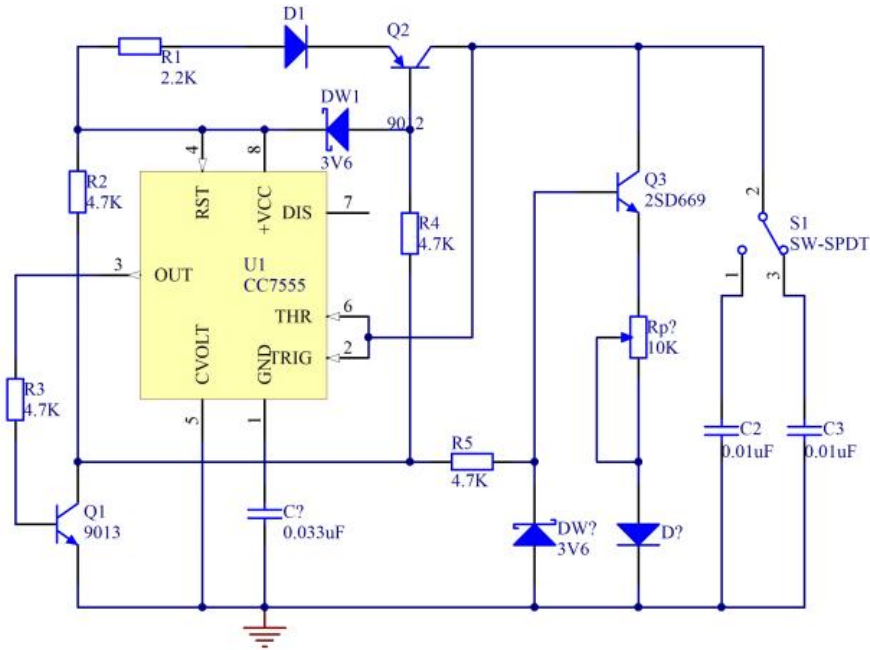 D1
Q2
R1
2.2K
DW1
3V6
4
8
R2
4.7K
RST
+VCC
DIS
7
Q3
2SD669
2
S1
SW-SPDT
R4
4.7K
3
OUT
U1
CC7555
1
3
THR
6
Rp?
10K
TRIG
2
CVOLT
GND
R3
4.7K
5
1
C2
0.01uF
C3
0.01uF
R5
4.7K
Q1
9013
C?
0.033uF
DW?
3V6
D?